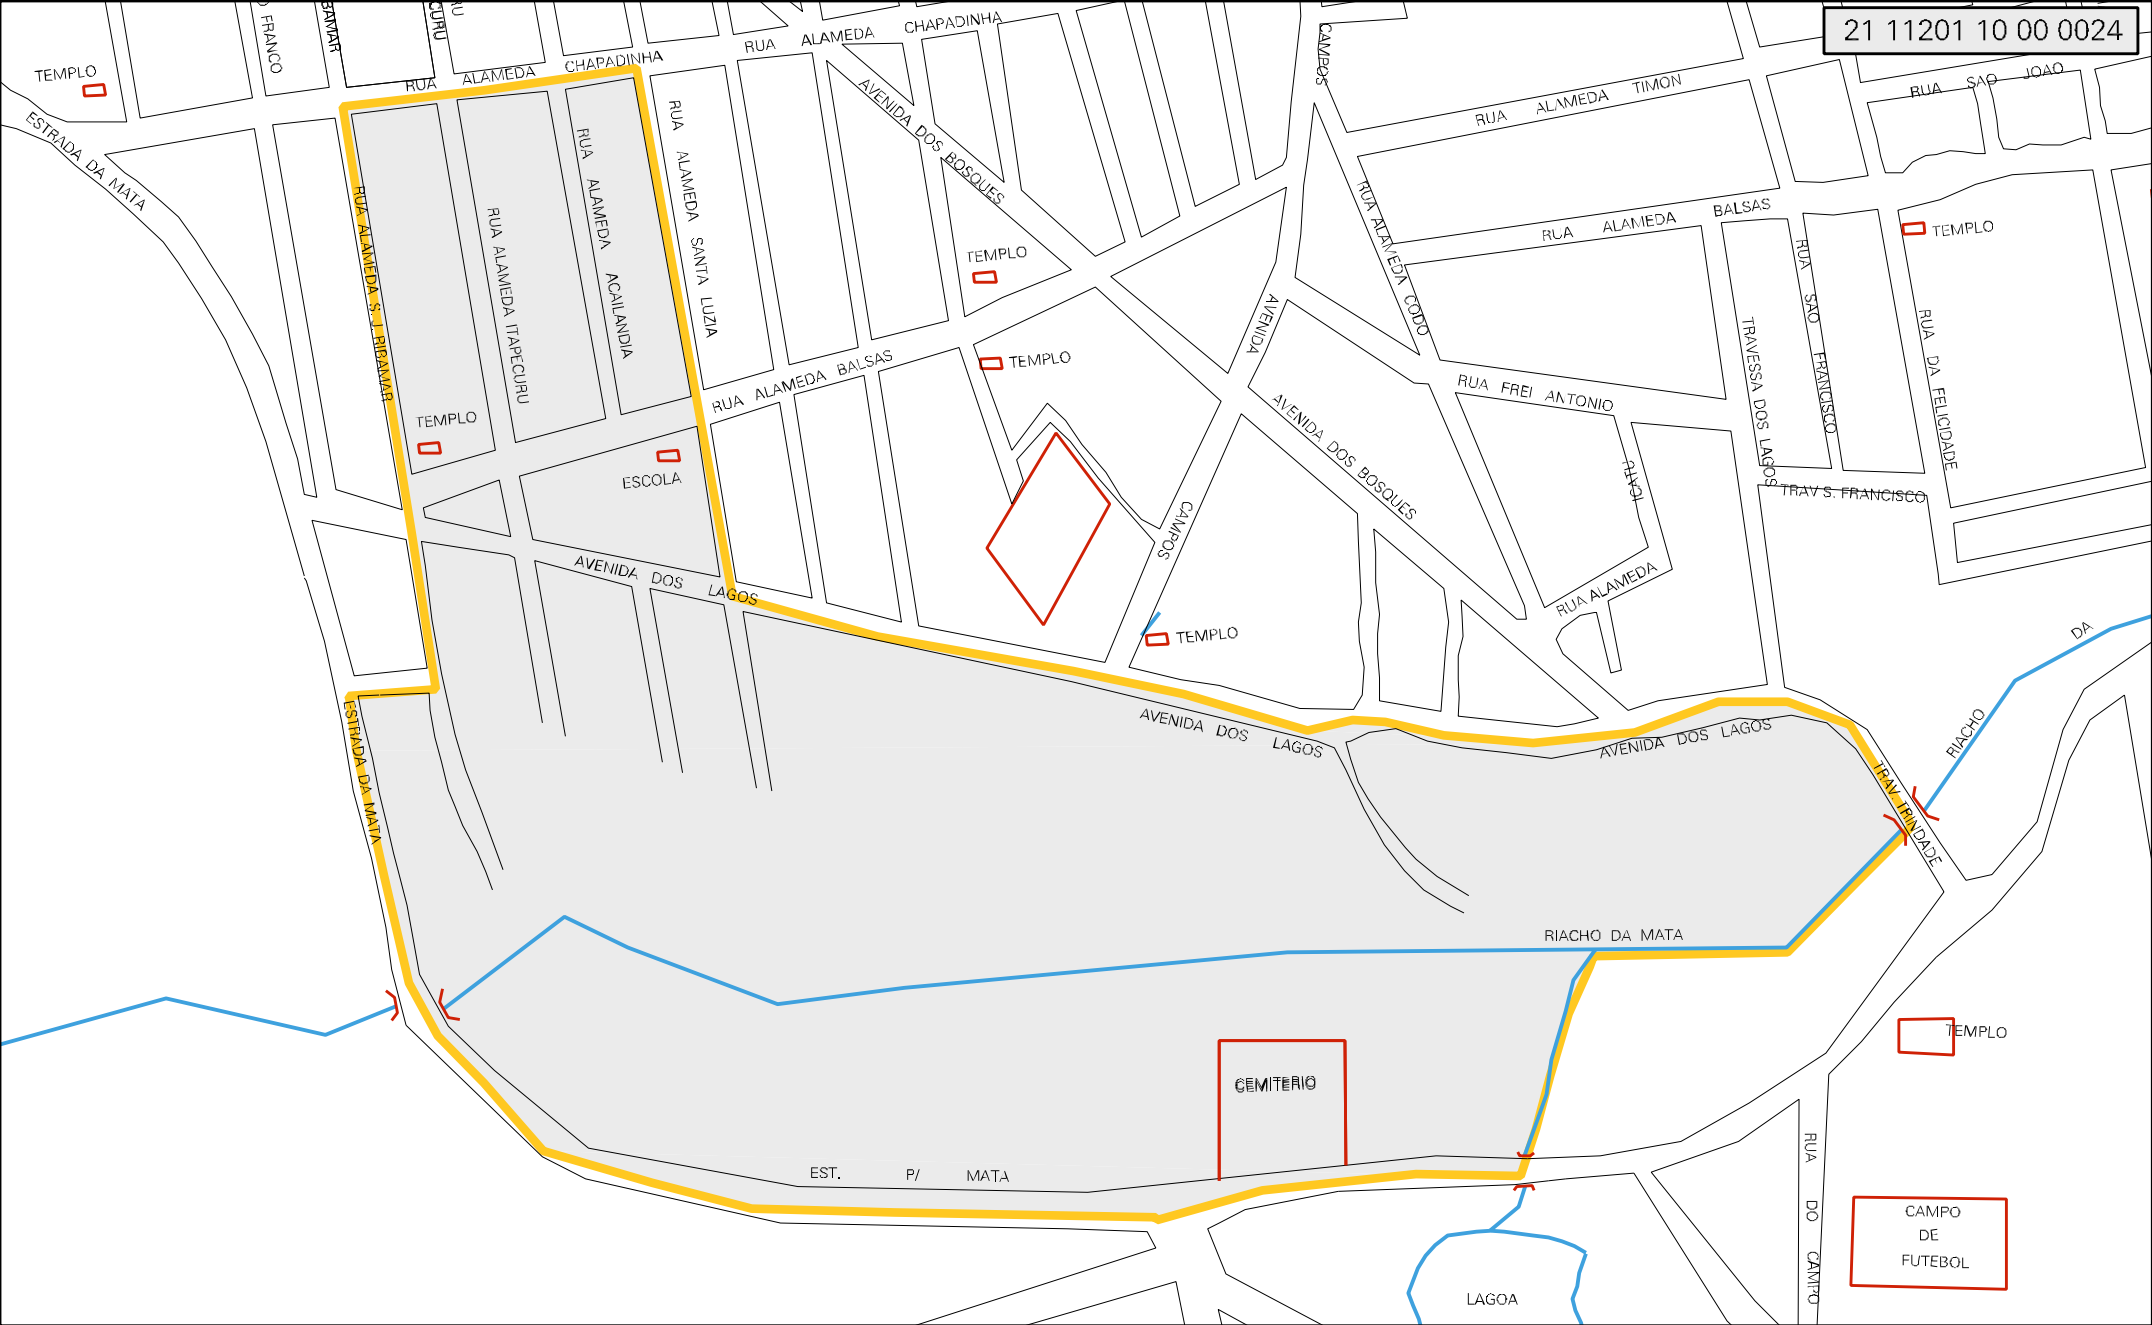 21 11201 10 00 0024
FRANCO
BAMAR
CURU
RU
RUA ALAMEDA CHAPADINHA
CAMPOS
TEMPLO
RUA ALAMEDA CHAPADINHA
RUA SAO JOAO
RUA ALAMEDA TIMON
ESTRADA DA MATA
AVENIDA DOS BOSQUES
RUA ALAMEDA S. J.RIBAMAR
RUA ALAMEDA ITAPECURU
RUA ALAMEDA ACAILANDIA
RUA ALAMEDA SANTA LUZIA
RUA ALAMEDA CODO
RUA ALAMEDA BALSAS
TEMPLO
TEMPLO
RUA SAO FRANCISCO
RUA DA FELICIDADE
TRAVESSA DOS LAGOS
AVENIDA CAMPOS
TEMPLO
RUA ALAMEDA BALSAS
RUA FREI ANTONIO
TEMPLO
AVENIDA DOS BOSQUES
ESCOLA
ICATU
RUA ALAMEDA
TRAV S. FRANCISCO
AVENIDA DOS LAGOS
TEMPLO
RIACHO DA
AVENIDA DOS LAGOS
AVENIDA DOS LAGOS
ESTRADA DA MATA
TRAV. TRINDADE
RIACHO DA MATA
TEMPLO
CEMITERIO
EST. P/ MATA
RUA DO CAMPO
CAMPO
DE
FUTEBOL
LAGOA